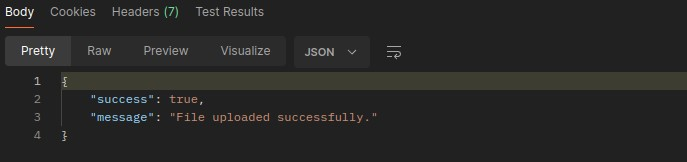 Body Cookies Headers (7) Test Results
Pretty Raw Preview Visualize JSON
1 {
2 "success": true,
3 "message": "File uploaded successfully."
4 }